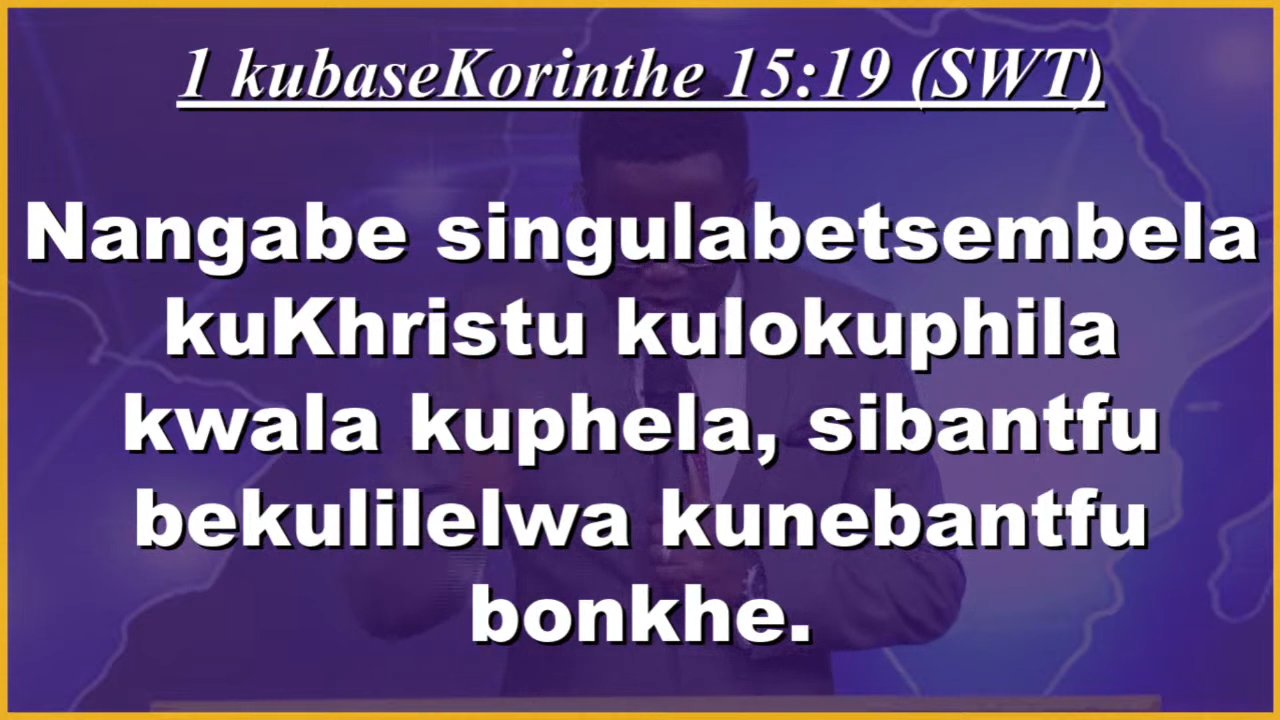 1 kubaseKorinthe 15:19 (SWT)
Nangabe singulabetsembela
kuKhristu kulokuphila
kwala kuphela, sibantfu
bekulilelwa kunebantfu
bonkhe.